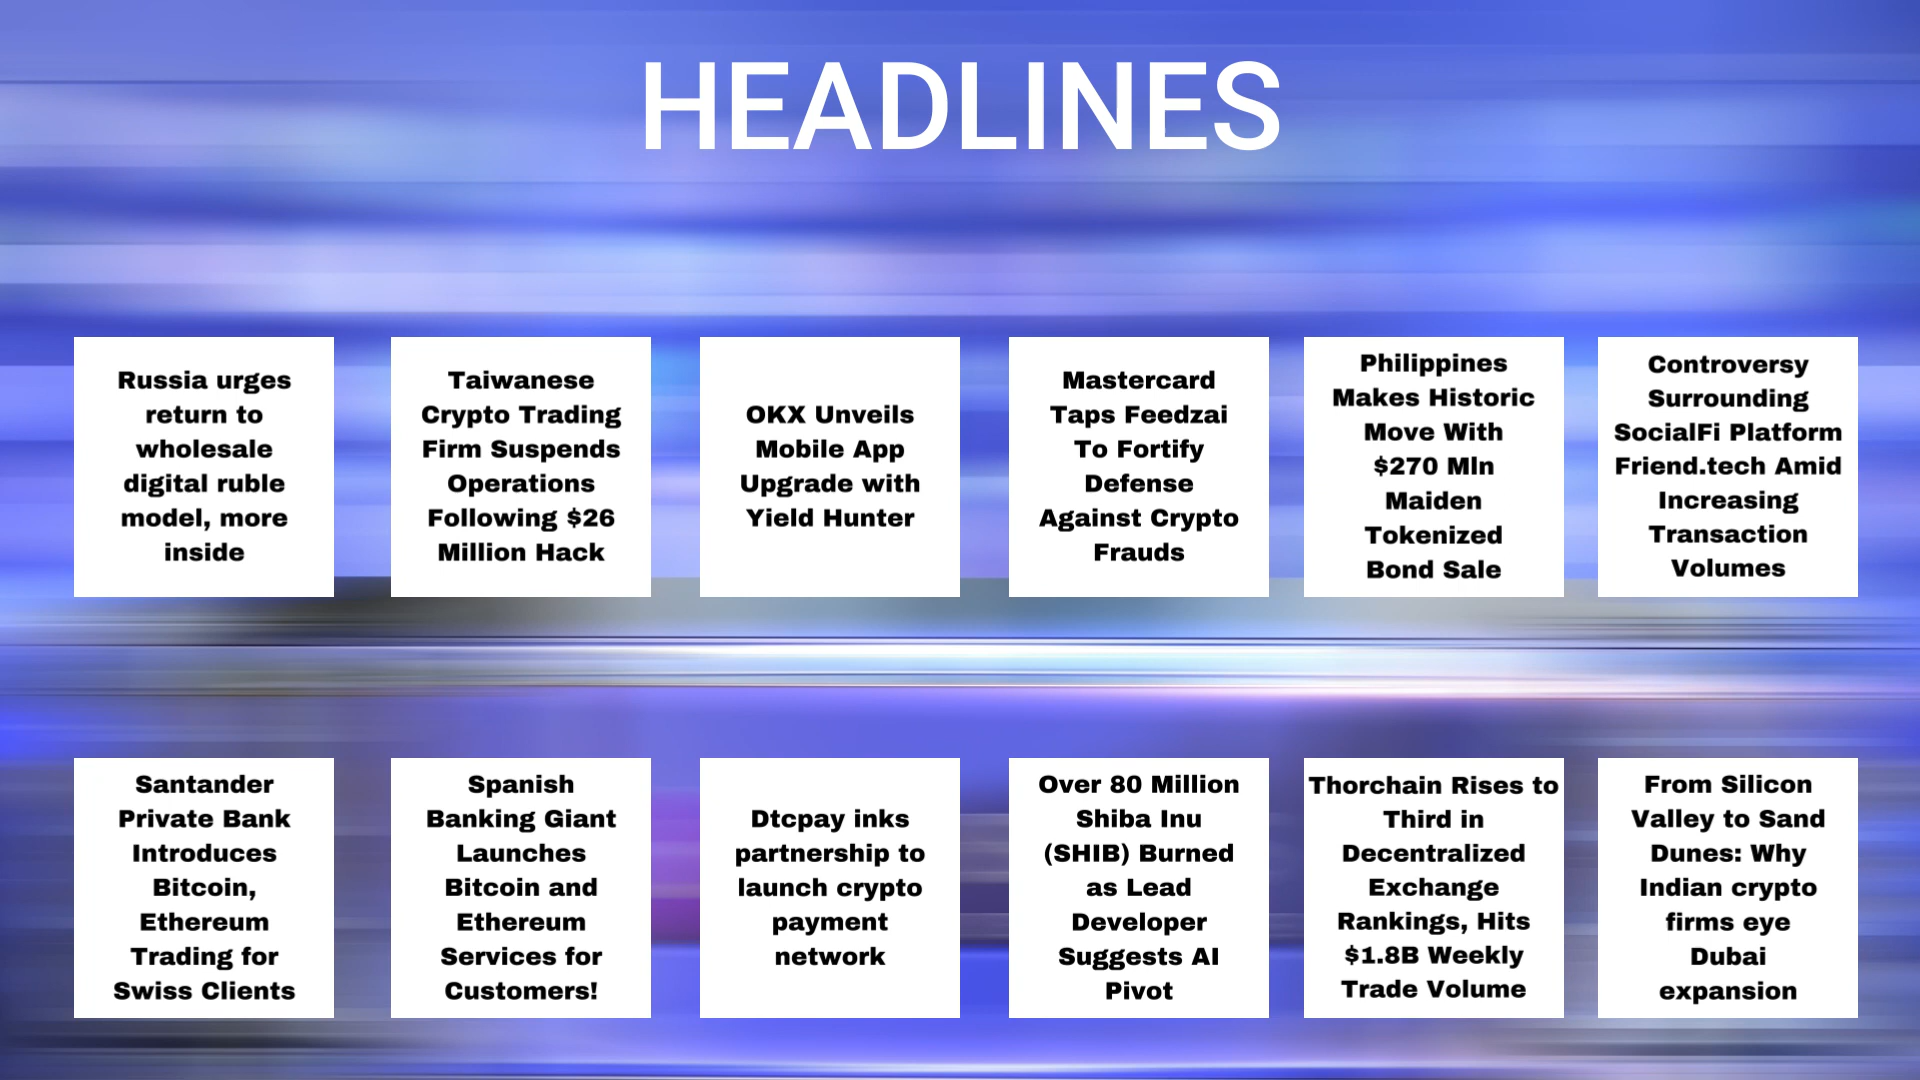 HEADLINES
Russia urges
return to
wholesale
digital ruble
model, more
inside
Taiwanese
Crypto Trading
Firm Suspends
Operations
Following $26
Million Hack
OKX Unveils
Mobile App
Upgrade with
Yield Hunter
Mastercard
Taps Feedzai
To Fortify
Defense
Against Crypto
Frauds
Philippines
Makes Historic
Move With
$270 Mln
Maiden
Tokenized
Bond Sale
Controversy
Surrounding
SocialFi Platform
Friend.tech Amid
Increasing
Transaction
Volumes
Santander
Private Bank
Introduces
Bitcoin,
Ethereum
Trading for
Swiss Clients
Spanish
Banking Giant
Launches
Bitcoin and
Ethereum
Services for
Customers!
Dtcpay inks
partnership to
launch crypto
payment
network
Over 80 Million
Shiba Inu
(SHIB) Burned
as Lead
Developer
Suggests AI
Pivot
Thorchain Rises to
Third in
Decentralized
Exchange
Rankings, Hits
$1.8B Weekly
Trade Volume
From Silicon
Valley to Sand
Dunes: Why
Indian crypto
firms eye
Dubai
expansion